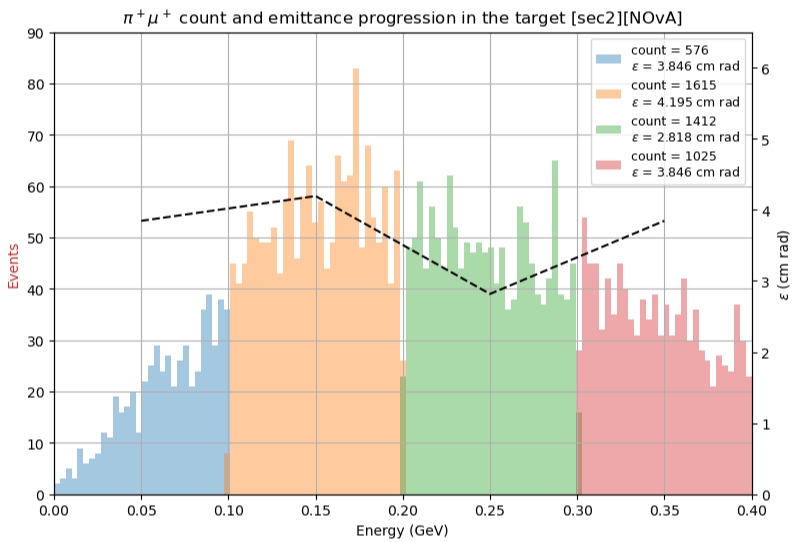 π⁺μ⁺ count and emittance progression in the target [sec2][NOvA]
count = 576
ε = 3.846 cm rad
count = 1615
ε = 4.195 cm rad
count = 1412
ε = 2.818 cm rad
count = 1025
ε = 3.846 cm rad
90
80
70
60
50
40
30
20
10
0
Events
6
5
4
3
2
1
0
ε (cm rad)
0.00 0.05 0.10 0.15 0.20 0.25 0.30 0.35 0.40
Energy (GeV)